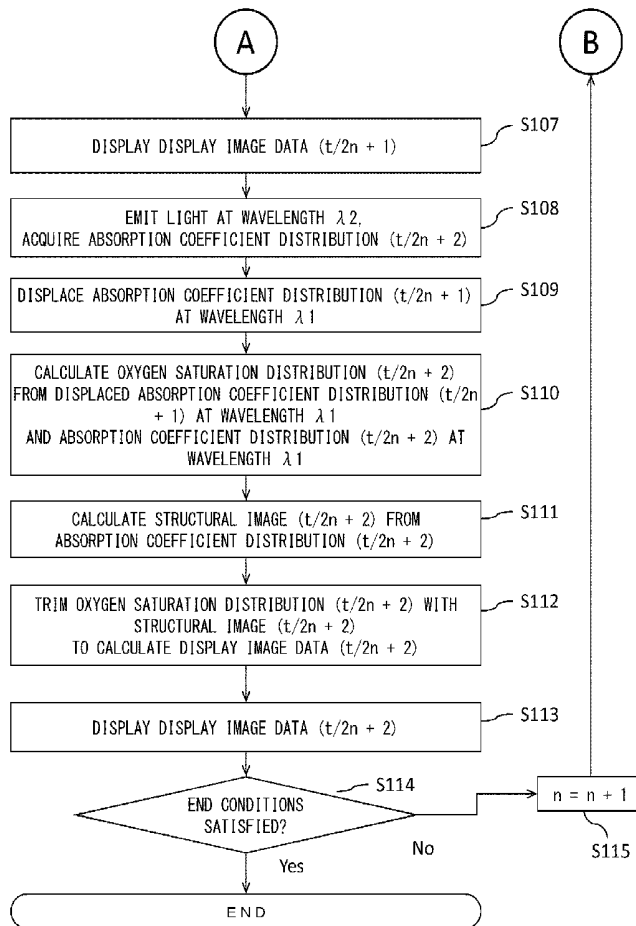 A
B
DISPLAY DISPLAY IMAGE DATA (t/2n + 1)
S107
EMIT LIGHT AT WAVELENGTH λ2,
ACQUIRE ABSORPTION COEFFICIENT DISTRIBUTION (t/2n + 2)
S108
DISPLACE ABSORPTION COEFFICIENT DISTRIBUTION (t/2n + 1)
AT WAVELENGTH λ1
S109
CALCULATE OXYGEN SATURATION DISTRIBUTION (t/2n + 2)
FROM DISPLACED ABSORPTION COEFFICIENT DISTRIBUTION (t/2n
+ 1) AT WAVELENGTH λ1
AND ABSORPTION COEFFICIENT DISTRIBUTION (t/2n + 2) AT
WAVELENGTH λ1
S110
CALCULATE STRUCTURAL IMAGE (t/2n + 2) FROM
ABSORPTION COEFFICIENT DISTRIBUTION (t/2n + 2)
S111
TRIM OXYGEN SATURATION DISTRIBUTION (t/2n + 2) WITH
STRUCTURAL IMAGE (t/2n + 2)
TO CALCULATE DISPLAY IMAGE DATA (t/2n + 2)
S112
DISPLAY DISPLAY IMAGE DATA (t/2n + 2)
S113
END CONDITIONS
SATISFIED?
S114
No
Yes
n = n + 1
S115
END